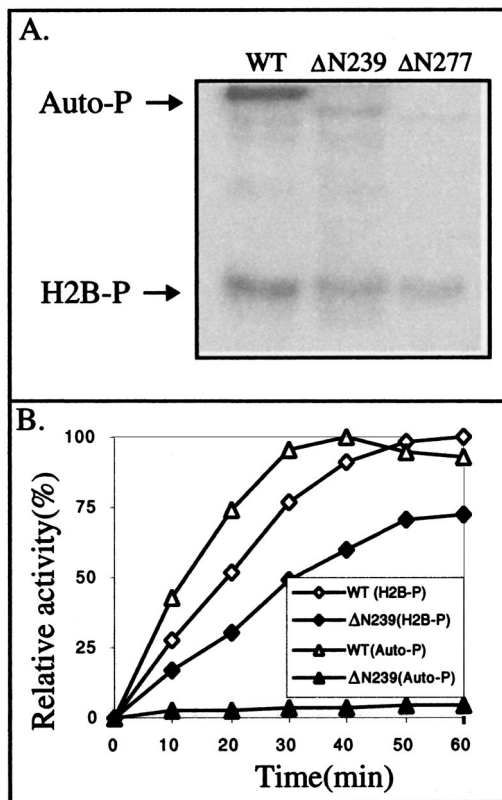 A.
WT ΔN239 ΔN277
Auto-P →
H2B-P →
B.
Relative activity(%)
100
75
50
25
0
WT (H2B-P)
ΔN239(H2B-P)
WT(Auto-P)
ΔN239(Auto-P)
0 10 20 30 40 50 60
Time(min)